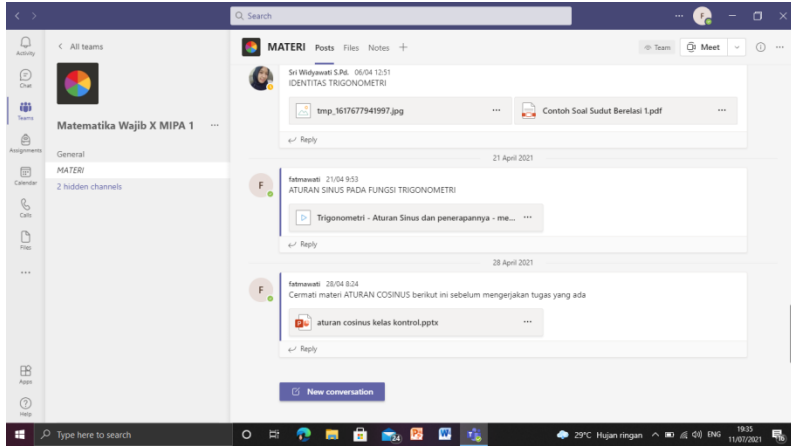 Search
F
Activity
Chat
Teams
Assignments
Calendar
Calls
Files
Apps
Help
All teams
Matematika Wajib X MIPA 1
General
MATERI
2 hidden channels
MATERI Posts Files Notes
Team
Meet
Sri Widyawati S.Pd. 06/04 12:51
IDENTITAS TRIGONOMETRI
tmp_1617677941997.jpg
Contoh Soal Sudut Berelasi 1.pdf
Reply
21 April 2021
F
fatmawati 21/04 9:53
ATURAN SINUS PADA FUNGSI TRIGONOMETRI
Trigonometri - Aturan Sinus dan penerapannya - me...
Reply
28 April 2021
F
fatmawati 28/04 8:24
Cermati materi ATURAN COSINUS berikut ini sebelum mengerjakan tugas yang ada
aturan cosinus kelas kontrol.pptx
Reply
New conversation
Type here to search
24
29°C Hujan ringan
ENG
19:35
11/07/2021
16